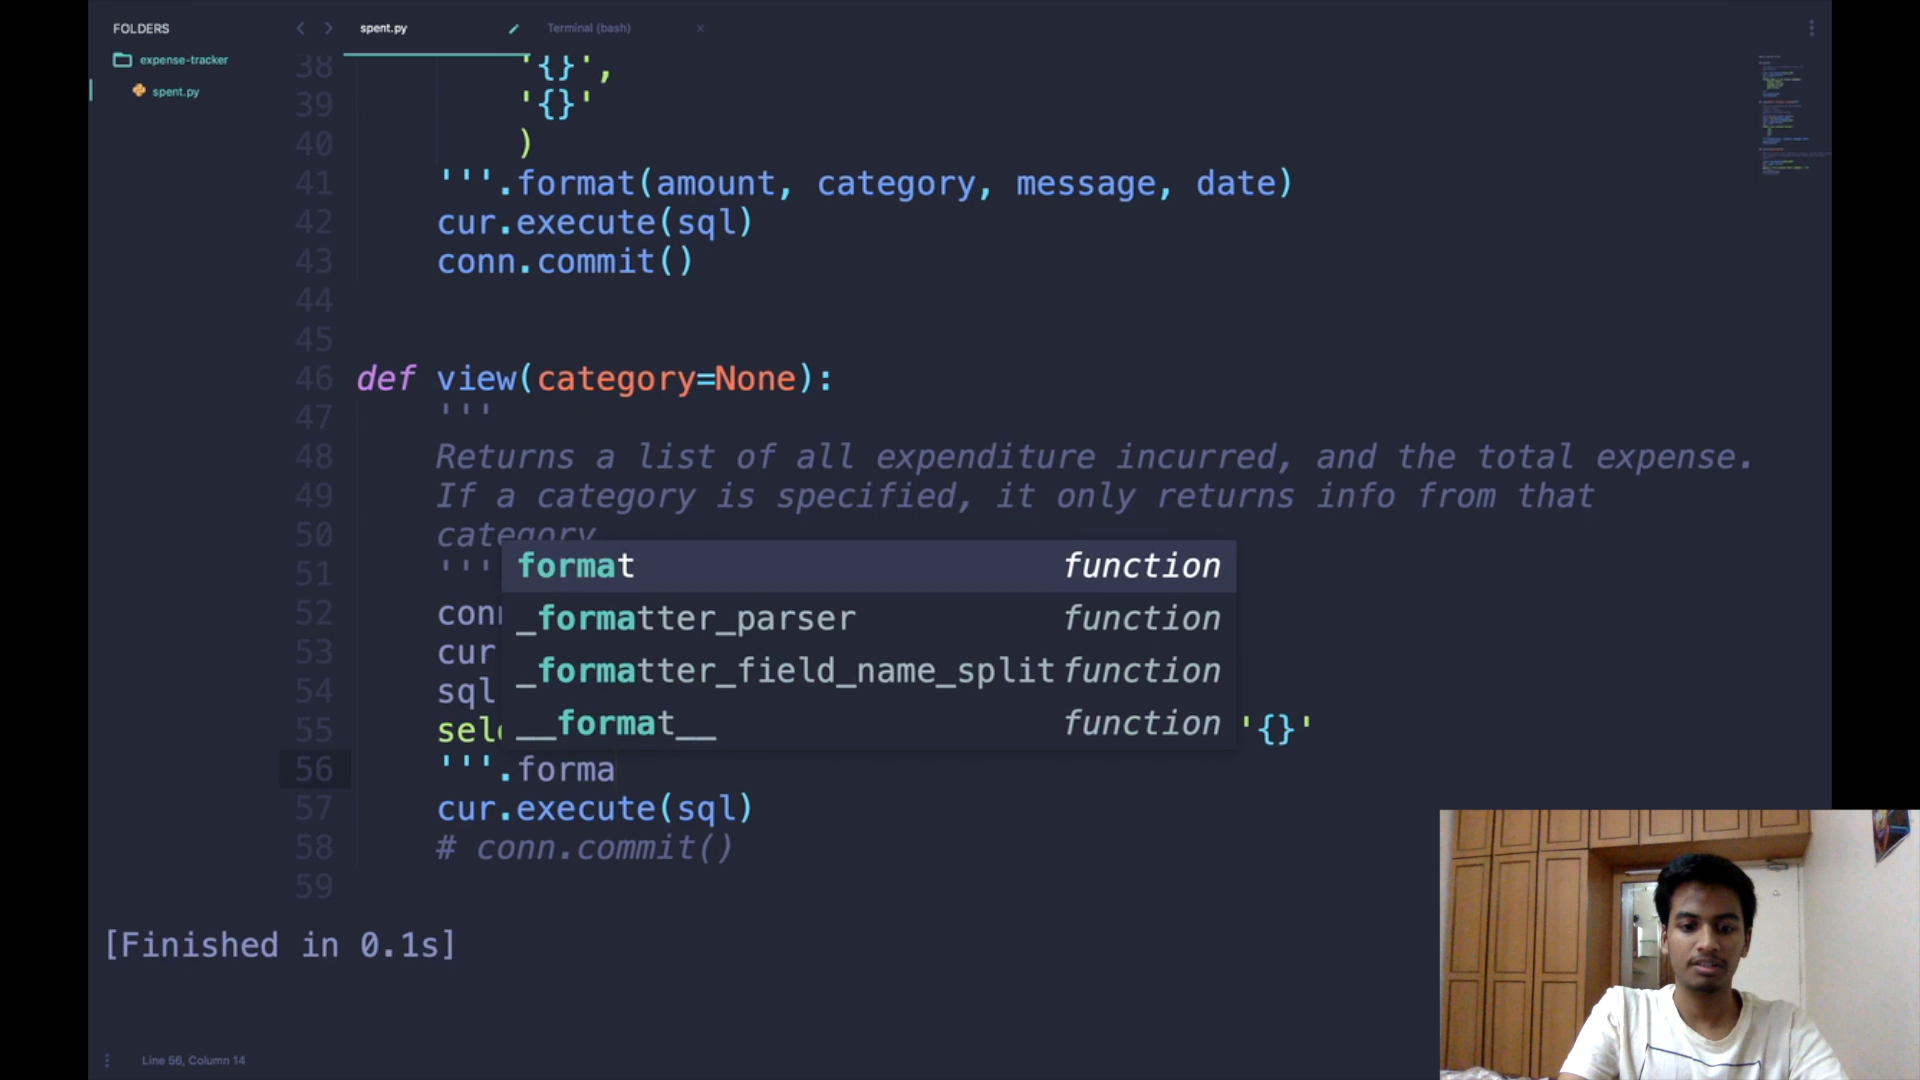 FOLDERS
expense-tracker
spent.py
spent.py
Terminal (bash)
38 '{}',
39 '{}'
40 )
41 '''.format(amount, category, message, date)
42 cur.execute(sql)
43 conn.commit()
44
45
46 def view(category=None):
47 '''
48 Returns a list of all expenditure incurred, and the total expense.
49 If a category is specified, it only returns info from that
50 category
51 '''
52 con
53 cur
54 sql
55 sele '{}'
56 '''.forma
57 cur.execute(sql)
58 # conn.commit()
59
format function
_formatter_parser function
_formatter_field_name_split function
__format__ function
[Finished in 0.1s]
Line 56, Column 14